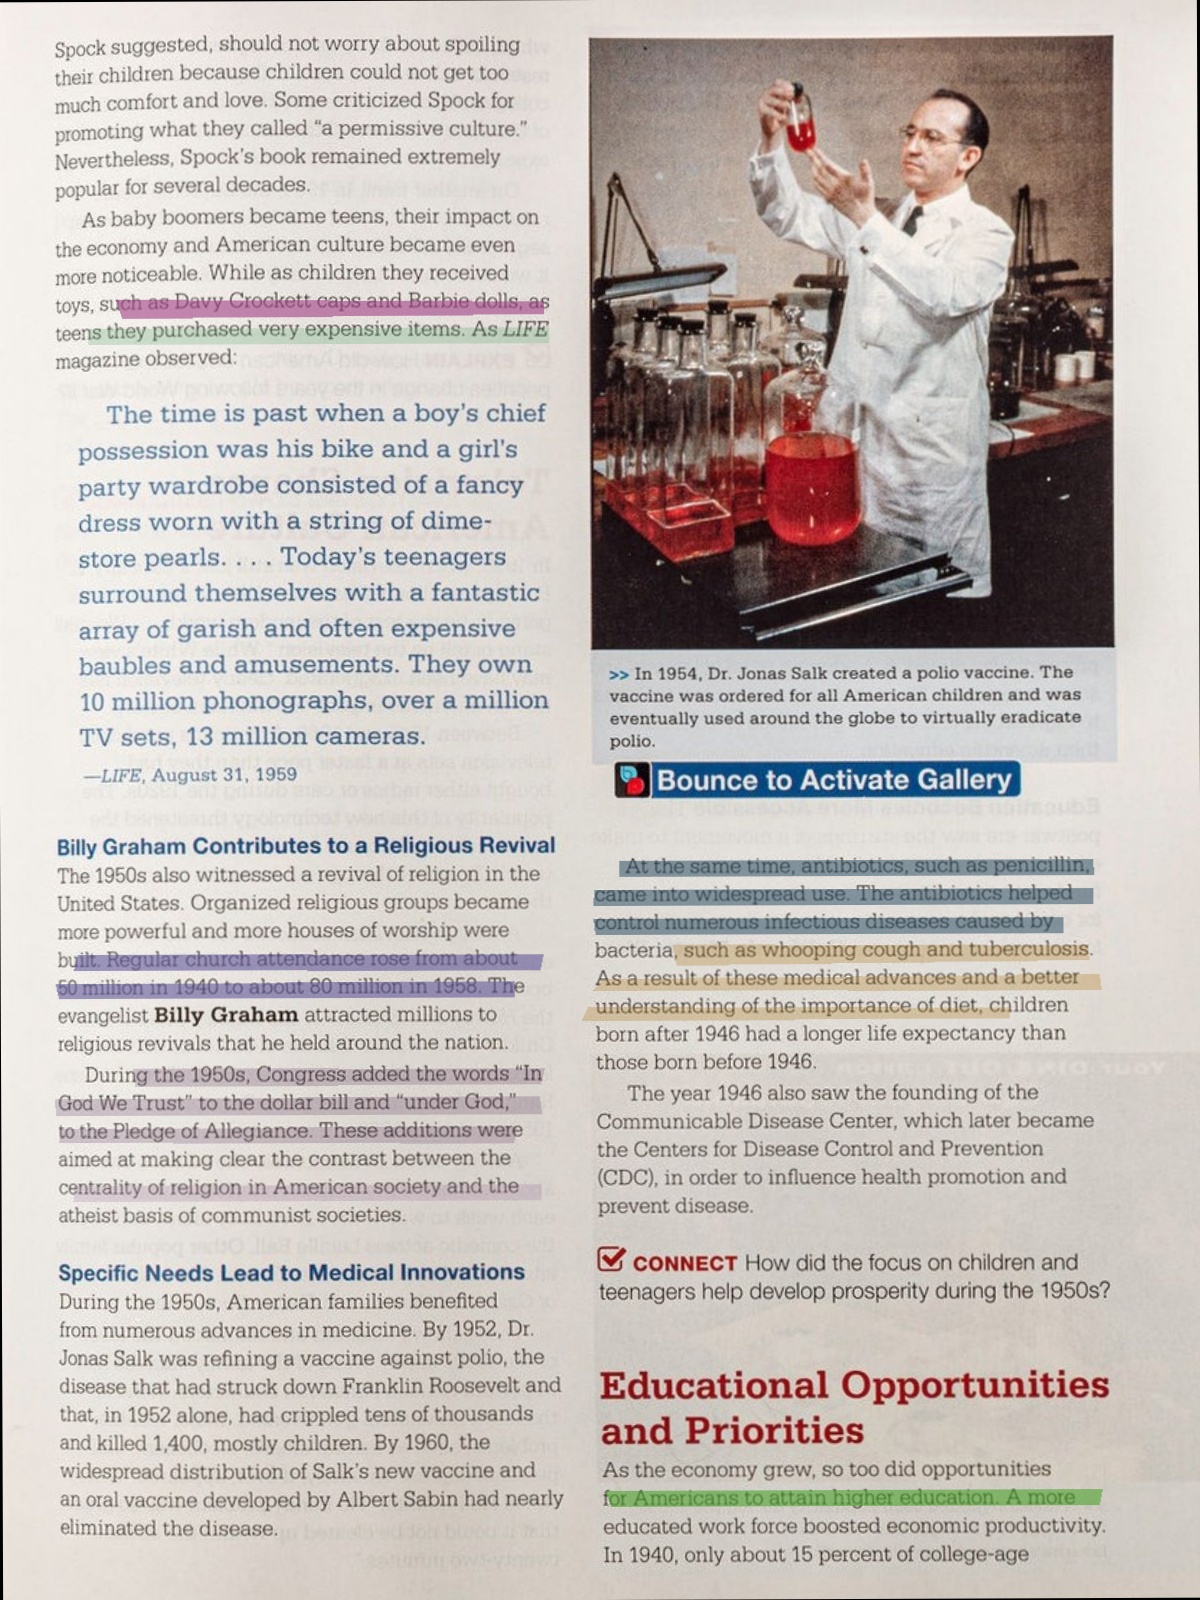 Spock suggested, should not worry about spoiling
their children because children could not get too
much comfort and love. Some criticized Spock for
promoting what they called “a permissive culture.”
Nevertheless, Spock’s book remained extremely
popular for several decades.
As baby boomers became teens, their impact on
the economy and American culture became even
more noticeable. While as children they received
toys, such as Davy Crockett caps and Barbie dolls, as
teens they purchased very expensive items. As LIFE
magazine observed:
The time is past when a boy’s chief
possession was his bike and a girl’s
party wardrobe consisted of a fancy
dress worn with a string of dime-
store pearls. . . . Today’s teenagers
surround themselves with a fantastic
array of garish and often expensive
baubles and amusements. They own
10 million phonographs, over a million
TV sets, 13 million cameras.
—LIFE, August 31, 1959
Billy Graham Contributes to a Religious Revival
The 1950s also witnessed a revival of religion in the
United States. Organized religious groups became
more powerful and more houses of worship were
built. Regular church attendance rose from about
50 million in 1940 to about 80 million in 1958. The
evangelist Billy Graham attracted millions to
religious revivals that he held around the nation.
During the 1950s, Congress added the words “In
God We Trust” to the dollar bill and “under God,”
to the Pledge of Allegiance. These additions were
aimed at making clear the contrast between the
centrality of religion in American society and the
atheist basis of communist societies.
Specific Needs Lead to Medical Innovations
During the 1950s, American families benefited
from numerous advances in medicine. By 1952, Dr.
Jonas Salk was refining a vaccine against polio, the
disease that had struck down Franklin Roosevelt and
that, in 1952 alone, had crippled tens of thousands
and killed 1,400, mostly children. By 1960, the
widespread distribution of Salk’s new vaccine and
an oral vaccine developed by Albert Sabin had nearly
eliminated the disease.
>> In 1954, Dr. Jonas Salk created a polio vaccine. The
vaccine was ordered for all American children and was
eventually used around the globe to virtually eradicate
polio.
Bounce to Activate Gallery
At the same time, antibiotics, such as penicillin,
came into widespread use. The antibiotics helped
control numerous infectious diseases caused by
bacteria, such as whooping cough and tuberculosis.
As a result of these medical advances and a better
understanding of the importance of diet, children
born after 1946 had a longer life expectancy than
those born before 1946.
The year 1946 also saw the founding of the
Communicable Disease Center, which later became
the Centers for Disease Control and Prevention
(CDC), in order to influence health promotion and
prevent disease.
CONNECT How did the focus on children and
teenagers help develop prosperity during the 1950s?
Educational Opportunities
and Priorities
As the economy grew, so too did opportunities
for Americans to attain higher education. A more
educated work force boosted economic productivity.
In 1940, only about 15 percent of college-age